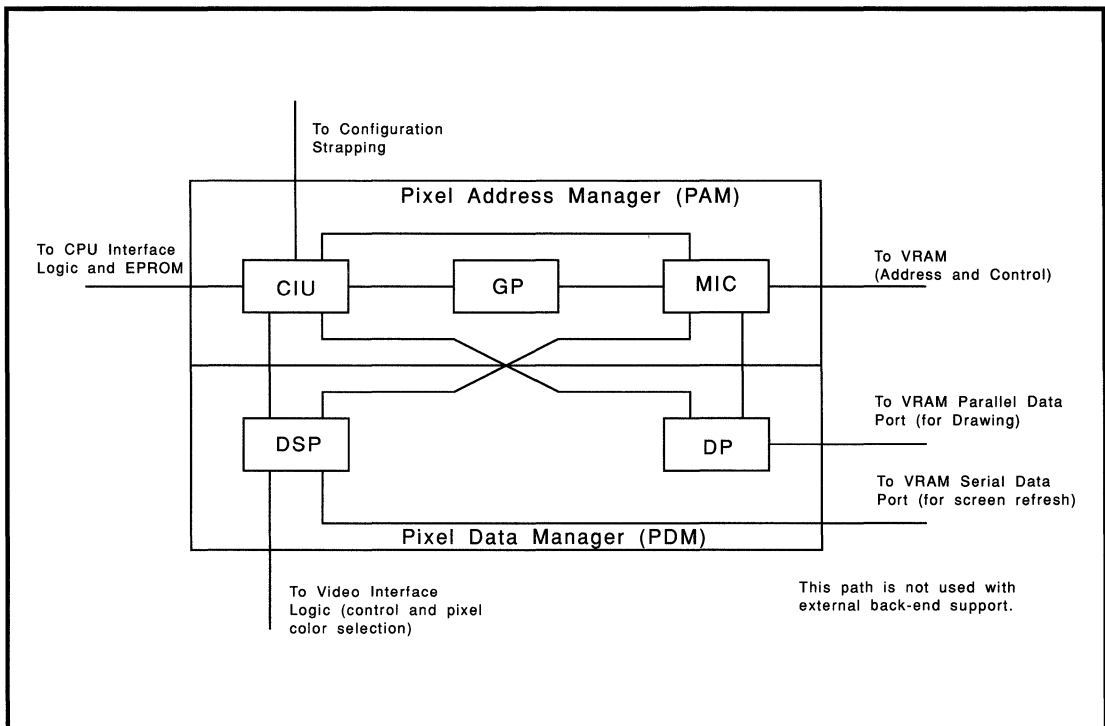 To Configuration
Strapping
Pixel Address Manager (PAM)
To CPU Interface
Logic and EPROM
CIU
GP
MIC
To VRAM
(Address and Control)
DSP
DP
To VRAM Parallel Data
Port (for Drawing)
To VRAM Serial Data
Port (for screen refresh)
Pixel Data Manager (PDM)
To Video Interface
Logic (control and pixel
color selection)
This path is not used with
external back-end support.